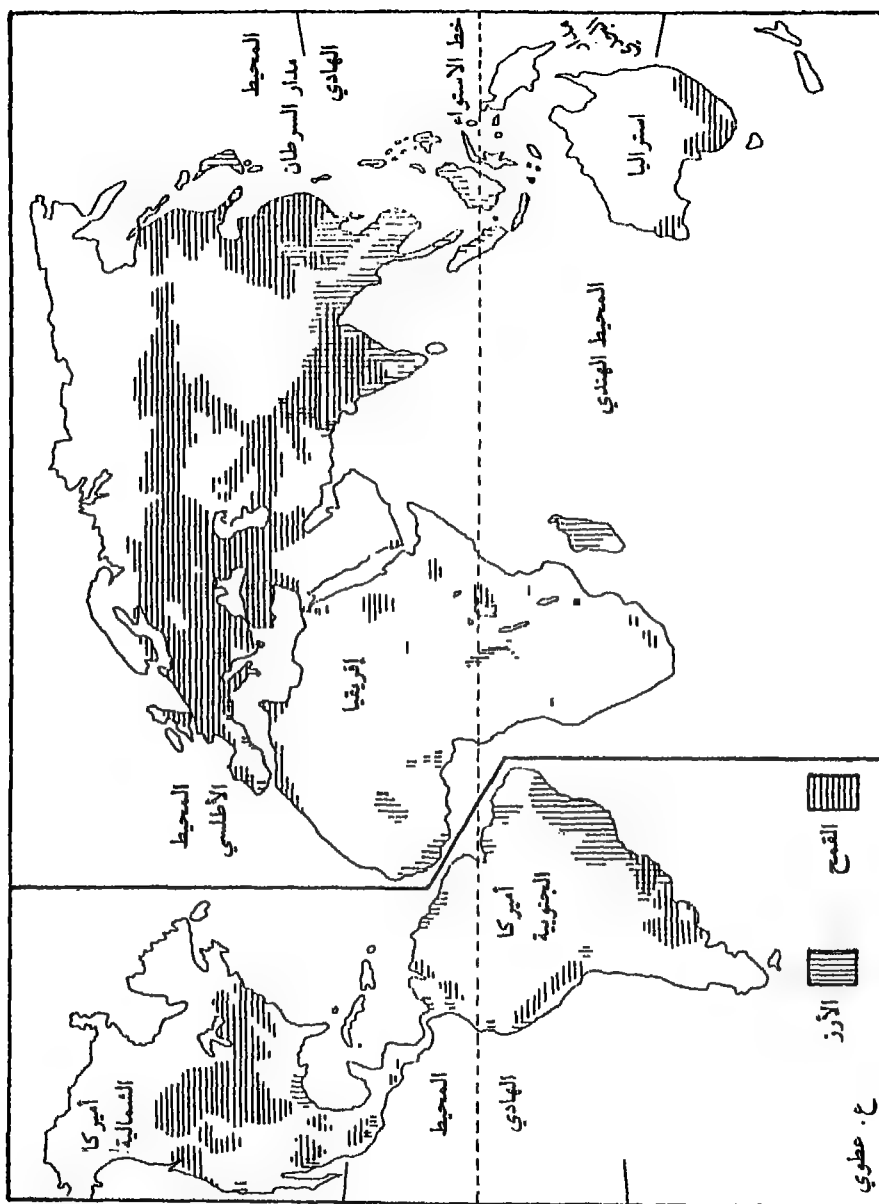 المحيط
الهادي
مدار السرطان
خط الاستواء
استراليا
المحيط الهندي
إفريقيا
المحيط
الأطلسي
أميركا
الشمالية
المحيط
الهادي
أميركا
الجنوبية
القمح
الأرز
ع. عطوي